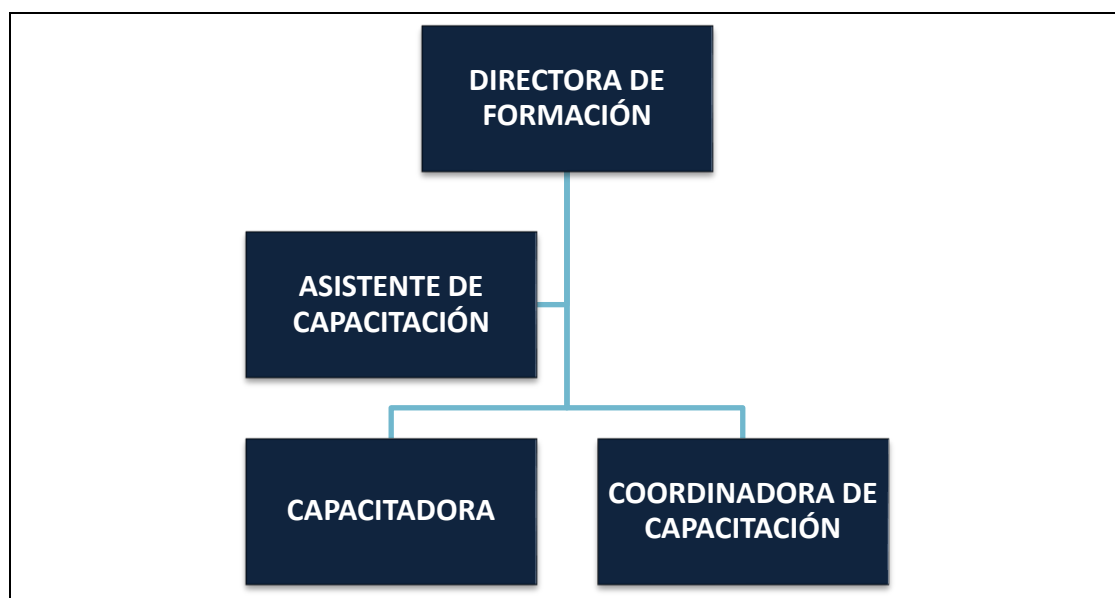 DIRECTORA DE
FORMACIÓN
ASISTENTE DE
CAPACITACIÓN
CAPACITADORA
COORDINADORA DE
CAPACITACIÓN